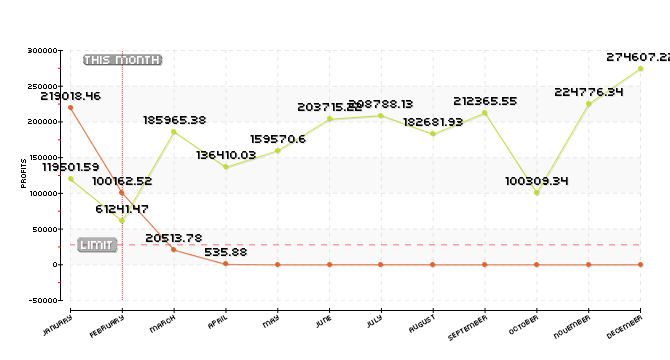 300000
THIS MONTH
274607.22
250000
219018.46
224776.34
203715.22
208788.13
212365.55
200000
185965.38
182681.93
159570.6
150000
136410.03
119501.59
100162.52
100309.34
100000
PROFITS
61241.47
50000
LIMIT
20513.78
535.88
0
-50000
JANUARY
FEBRUARY
MARCH
APRIL
MAY
JUNE
JULY
AUGUST
SEPTEMBER
OCTOBER
NOVEMBER
DECEMBER